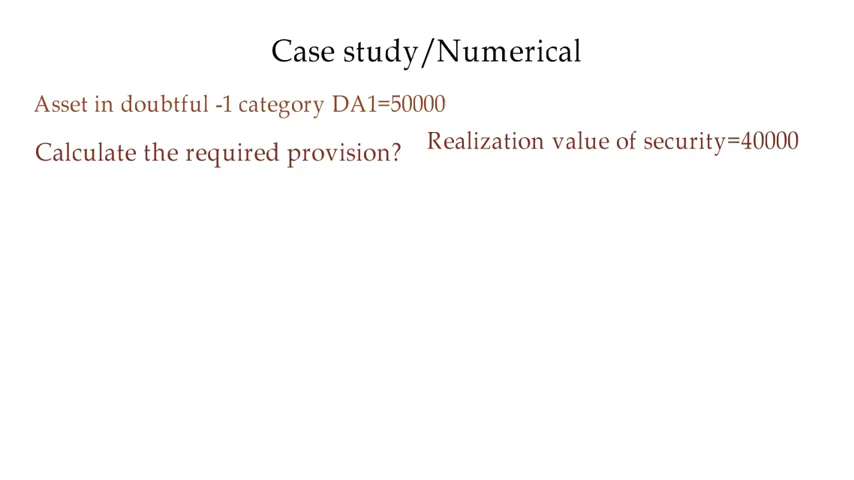 Case study/Numerical
Asset in doubtful -1 category DA1=50000
Calculate the required provision?
Realization value of security=40000